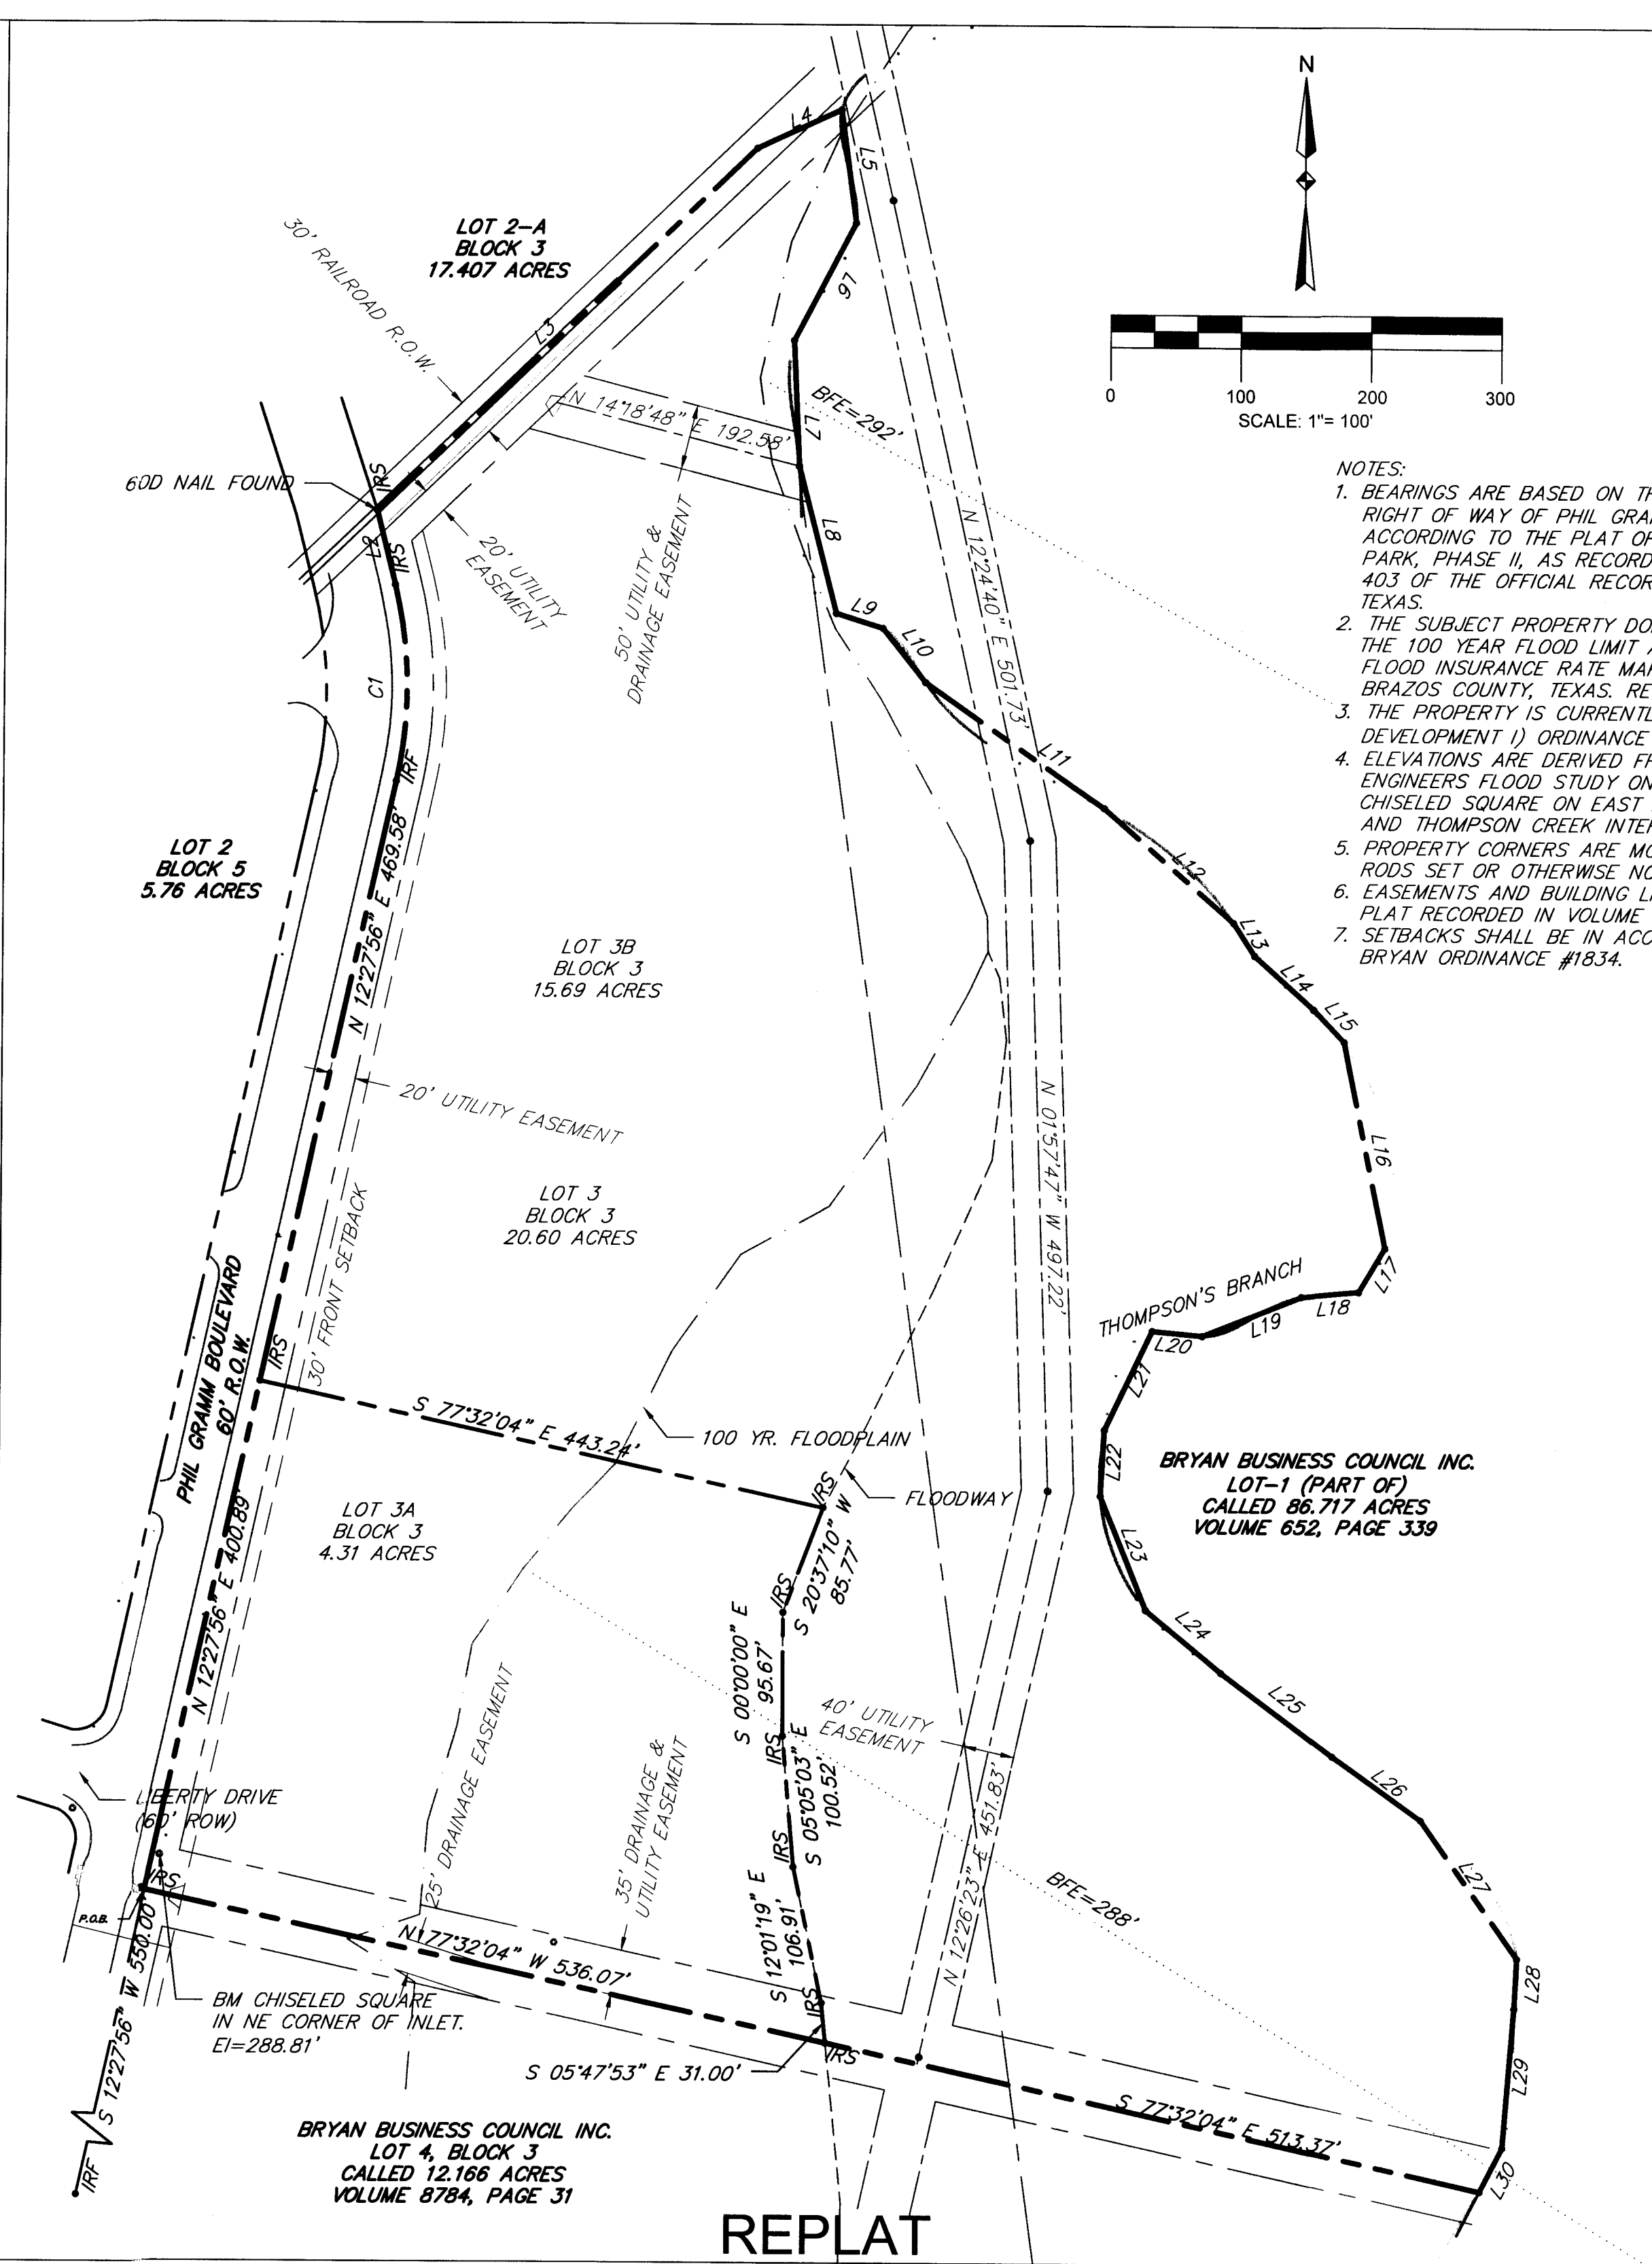 N
L4
L5
LOT 2-A
BLOCK 3
17.407 ACRES
30' RAILROAD R.O.W.
L3
L6
0 100 200 300
SCALE: 1"= 100'
BFE=292'
N 14°18'48" E 192.58'
L7
60D NAIL FOUND
IRS
L2
IRS
20' UTILITY
EASEMENT
50' UTILITY &
DRAINAGE EASEMENT
L8
L9
L10
N 12°24'40" E 501.73'
L11
NOTES:
1. BEARINGS ARE BASED ON
RIGHT OF WAY OF PHIL
ACCORDING TO THE PLAT OF
PARK, PHASE II, AS
403 OF THE OFFICIAL
TEXAS.
2. THE SUBJECT PROPERTY
THE 100 YEAR FLOOD LIMIT
FLOOD INSURANCE RATE
BRAZOS COUNTY, TEXAS.
3. THE PROPERTY IS
DEVELOPMENT I) ORDINANCE
4. ELEVATIONS ARE DERIVED
ENGINEERS FLOOD STUDY ON
CHISELED SQUARE ON EAST
AND THOMPSON CREEK
5. PROPERTY CORNERS ARE
RODS SET OR OTHERWISE
6. EASEMENTS AND BUILDING
PLAT RECORDED IN VOLUME
7. SETBACKS SHALL BE IN
BRYAN ORDINANCE #1834.
C1
IRF
N 12°27'56" E 469.58'
LOT 2
BLOCK 5
5.76 ACRES
L12
L13
L14
L15
LOT 3B
BLOCK 3
15.69 ACRES
20' UTILITY EASEMENT
N 01°57'47" W 497.22'
L16
LOT 3
BLOCK 3
20.60 ACRES
30' FRONT SETBACK
PHIL GRAMM BOULEVARD
60' R.O.W.
IRS
THOMPSON'S BRANCH
L17
L18
L19
L20
L21
S 77°32'04" E 443.24'
100 YR. FLOODPLAIN
FLOODWAY
IRS
L22
BRYAN BUSINESS COUNCIL INC.
LOT-1 (PART OF)
CALLED 86.717 ACRES
VOLUME 652, PAGE 339
LOT 3A
BLOCK 3
4.31 ACRES
N 12°27'56" E 400.89'
S 20°37'10" W
85.77'
IRS
L23
L24
S 00°00'00" E
95.67'
IRS
40' UTILITY
EASEMENT
L25
L26
25' DRAINAGE EASEMENT
35' DRAINAGE &
UTILITY EASEMENT
S 05°05'03" E
100.52'
IRS
LIBERTY DRIVE
(60' ROW)
N 12°26'23" E 451.83'
BFE=288'
L27
IRS
P.O.B.
N 77°32'04" W 536.07'
S 12°01'19" E
106.91'
IRS
L28
S 12°27'56" W 550.00'
BM CHISELED SQUARE
IN NE CORNER OF INLET.
El=288.81'
S 05°47'53" E 31.00'
IRS
L29
S 77°32'04" E 513.37'
L30
IRF
BRYAN BUSINESS COUNCIL INC.
LOT 4, BLOCK 3
CALLED 12.166 ACRES
VOLUME 8784, PAGE 31
REPLAT